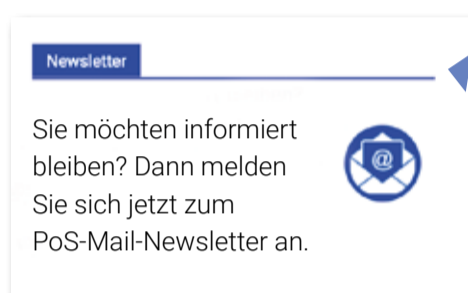 Newsletter
Sie möchten informiert
bleiben? Dann melden
Sie sich jetzt zum
PoS-Mail-Newsletter an.
@